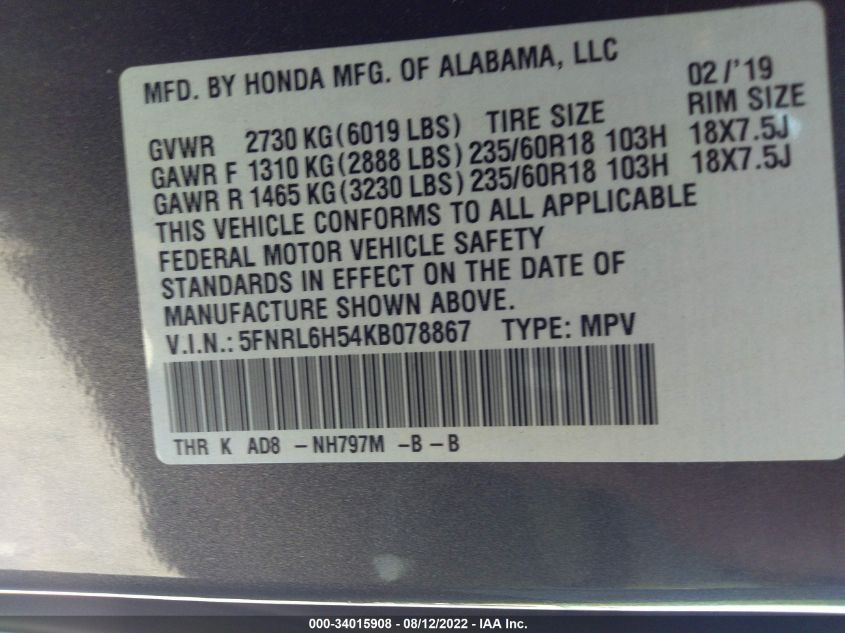 MFD. BY HONDA MFG. OF ALABAMA, LLC 02/'19
GVWR 2730 KG(6019 LBS) TIRE SIZE RIM SIZE
GAWR F 1310 KG(2888 LBS) 235/60R18 103H 18X7.5J
GAWR R 1465 KG(3230 LBS) 235/60R18 103H 18X7.5J
THIS VEHICLE CONFORMS TO ALL APPLICABLE
FEDERAL MOTOR VEHICLE SAFETY
STANDARDS IN EFFECT ON THE DATE OF
MANUFACTURE SHOWN ABOVE.
V.I.N.: 5FNRL6H54KB078867 TYPE: MPV
THR K AD8 -NH797M -B-B
000-34015908 - 08/12/2022 - IAA Inc.